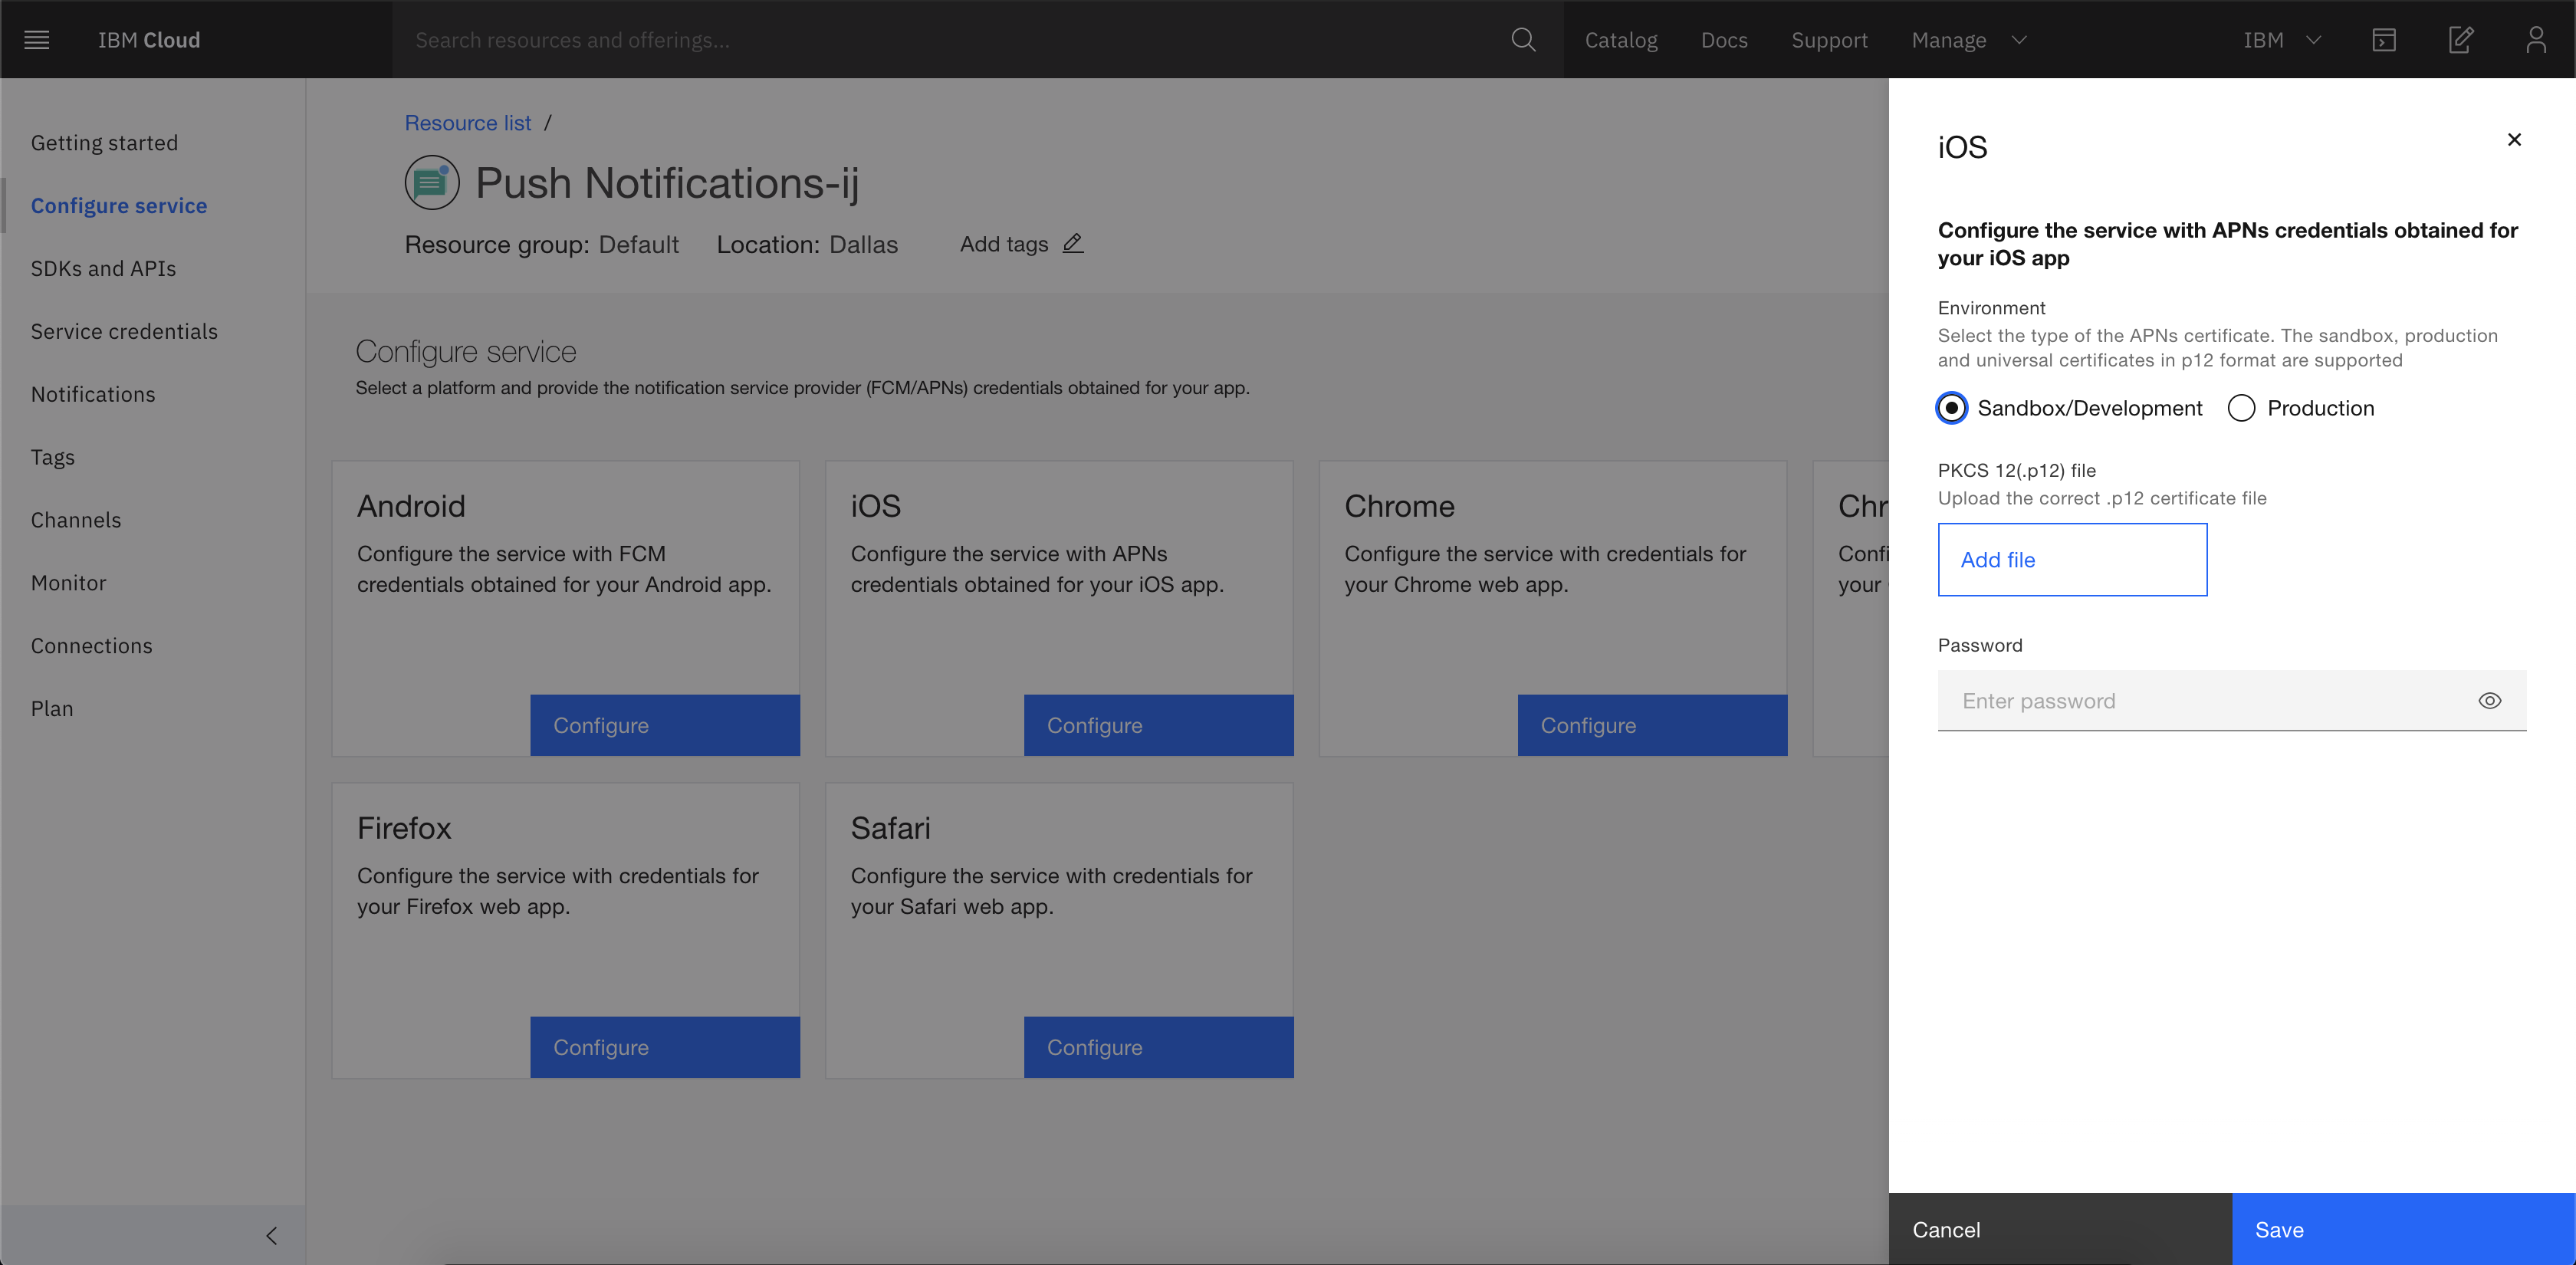 IBM Cloud
Search resources and offerings...
Catalog
Docs
Support
Manage
IBM
Getting started
Configure service
SDKs and APIs
Service credentials
Notifications
Tags
Channels
Monitor
Connections
Plan
Resource list /
Push Notifications-ij
Resource group: Default
Location: Dallas
Add tags
Configure service
Select a platform and provide the notification service provider (FCM/APNs) credentials obtained for your app.
Android
Configure the service with FCM
credentials obtained for your Android app.
Configure
iOS
Configure the service with APNs
credentials obtained for your iOS app.
Configure
Chrome
Configure the service with credentials for
your Chrome web app.
Configure
Chr
Confi
your
Firefox
Configure the service with credentials for
your Firefox web app.
Configure
Safari
Configure the service with credentials for
your Safari web app.
Configure
iOS
Configure the service with APNs credentials obtained for
your iOS app
Environment
Select the type of the APNs certificate. The sandbox, production
and universal certificates in p12 format are supported
Sandbox/Development
Production
PKCS 12(.p12) file
Upload the correct .p12 certificate file
Add file
Password
Enter password
Cancel
Save